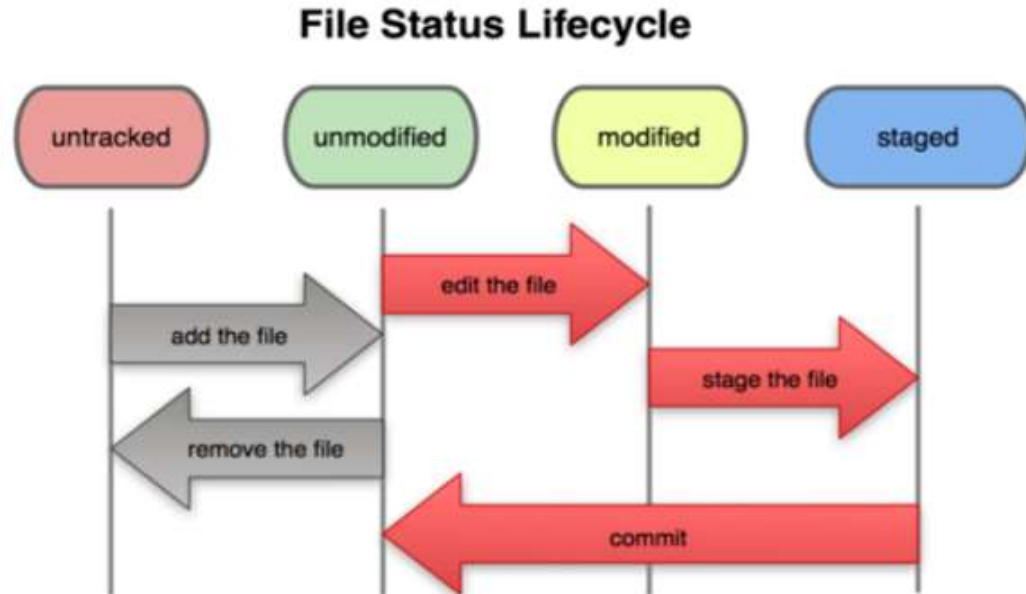 File Status Lifecycle
untracked
unmodified
modified
staged
edit the file
add the file
stage the file
remove the file
commit